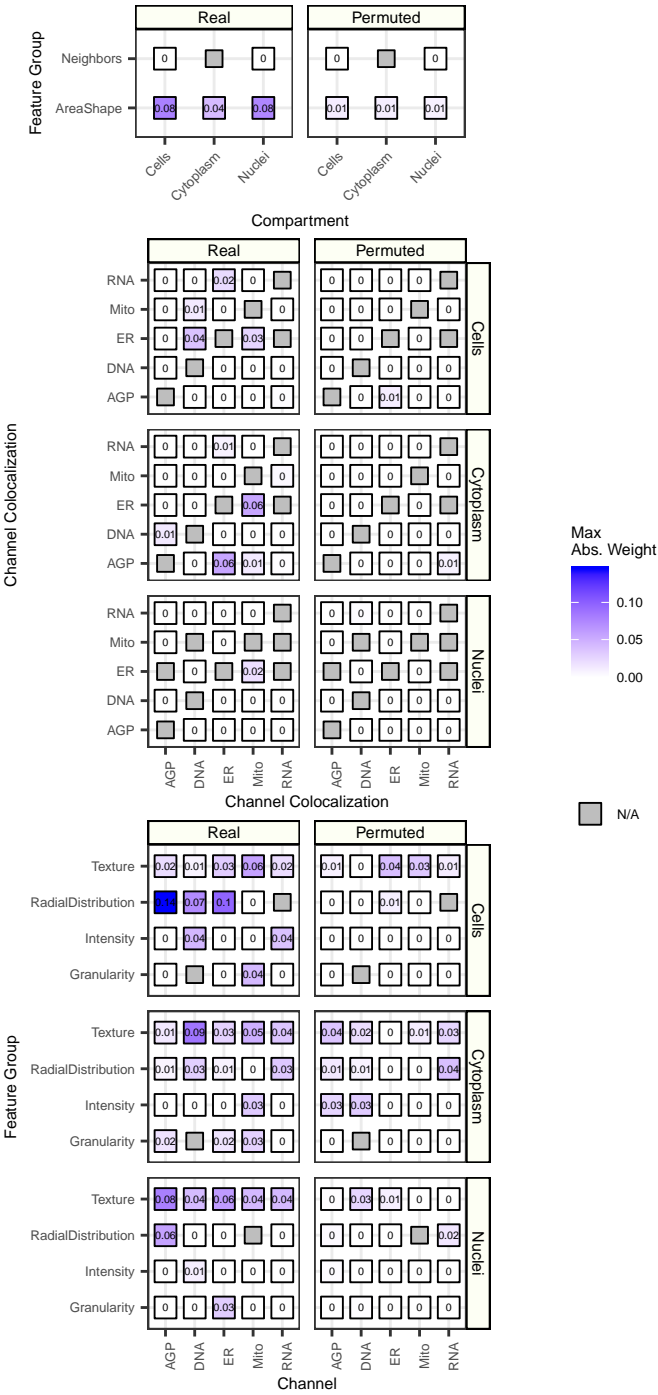 Real Permuted
Feature Group
Neighbors 0 0 0 0
AreaShape 0.08 0.04 0.08 0.01 0.01 0.01
Cells Cytoplasm Nuclei Cells Cytoplasm Nuclei
Compartment
Real Permuted
Channel Colocalization
RNA 0 0 0.02 0 0 0 0 0
Mito 0 0.01 0 0 0 0 0 0
ER 0 0.04 0.03 0 0 0
DNA 0 0 0 0 0 0 0 0
AGP 0 0 0 0 0 0.01 0 0
Cells
RNA 0 0 0.01 0 0 0 0 0
Mito 0 0 0 0 0 0 0 0
ER 0 0 0.06 0 0 0
DNA 0.01 0 0 0 0 0 0 0
AGP 0 0.06 0.01 0 0 0 0 0.01
Cytoplasm
RNA 0 0 0 0 0 0 0 0
Mito 0 0 0 0
ER 0 0.02 0 0
DNA 0 0 0 0 0 0 0 0
AGP 0 0 0 0 0 0 0 0
Nuclei
AGP DNA ER Mito RNA AGP DNA ER Mito RNA
Channel Colocalization
Max
Abs. Weight
0.10
0.05
0.00
N/A
Real Permuted
Feature Group
Texture 0.02 0.01 0.03 0.06 0.02 0.01 0 0.04 0.03 0.01
RadialDistribution 0.07 0.1 0 0 0 0.01 0
Intensity 0 0.04 0 0 0.04 0 0 0 0 0
Granularity 0 0 0.04 0 0 0 0 0
Cells
Texture 0.01 0.09 0.03 0.05 0.04 0.04 0.02 0 0.01 0.03
RadialDistribution 0.01 0.03 0.01 0 0.03 0.01 0.01 0 0 0.04
Intensity 0 0 0 0.03 0 0.03 0.03 0 0 0
Granularity 0.02 0.02 0.03 0 0 0 0 0
Cytoplasm
Texture 0.08 0.04 0.06 0.04 0.04 0 0.03 0.01 0 0
RadialDistribution 0.06 0 0 0 0 0 0 0.02
Intensity 0 0.01 0 0 0 0 0 0 0 0
Granularity 0 0 0.03 0 0 0 0 0 0 0
Nuclei
AGP DNA ER Mito RNA AGP DNA ER Mito RNA
Channel